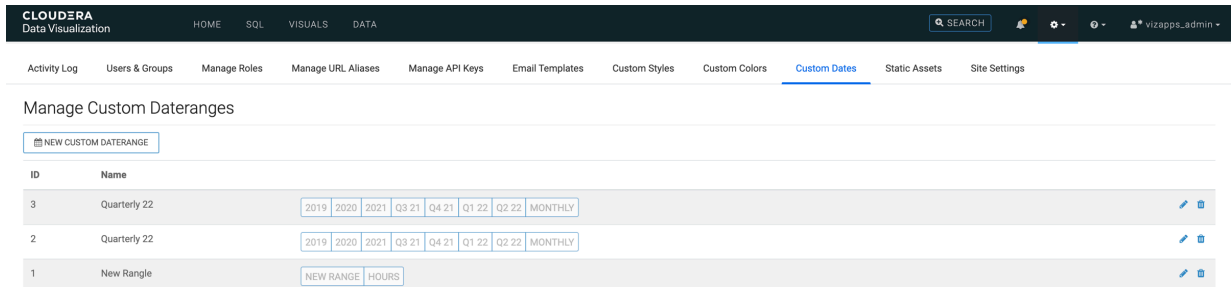 CLOUDERA
Data Visualization
HOME SQL VISUALS DATA SEARCH vizapps_admin
Activity Log Users & Groups Manage Roles Manage URL Aliases Manage API Keys Email Templates Custom Styles Custom Colors Custom Dates Static Assets Site Settings
Manage Custom Dateranges
NEW CUSTOM DATERANGE
ID Name
3 Quarterly 22 2019 2020 2021 Q3 21 Q4 21 Q1 22 Q2 22 MONTHLY
2 Quarterly 22 2019 2020 2021 Q3 21 Q4 21 Q1 22 Q2 22 MONTHLY
1 New Rangle NEW RANGE HOURS